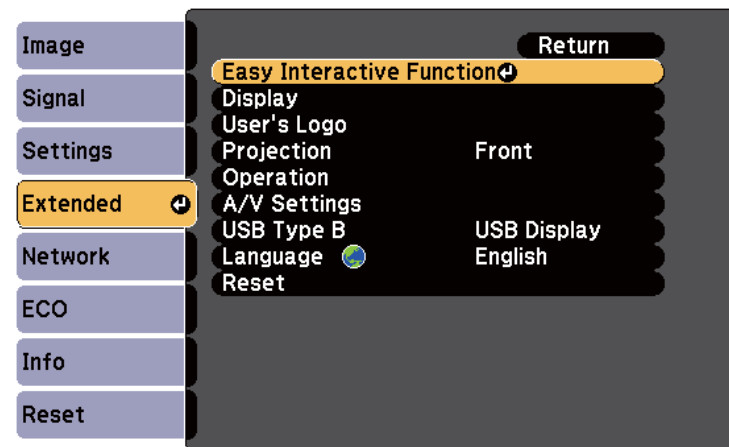 Image
Signal
Settings
Extended
Network
ECO
Info
Reset
Return
Easy Interactive Function
Display
User's Logo
Projection Front
Operation
A/V Settings
USB Type B USB Display
Language English
Reset